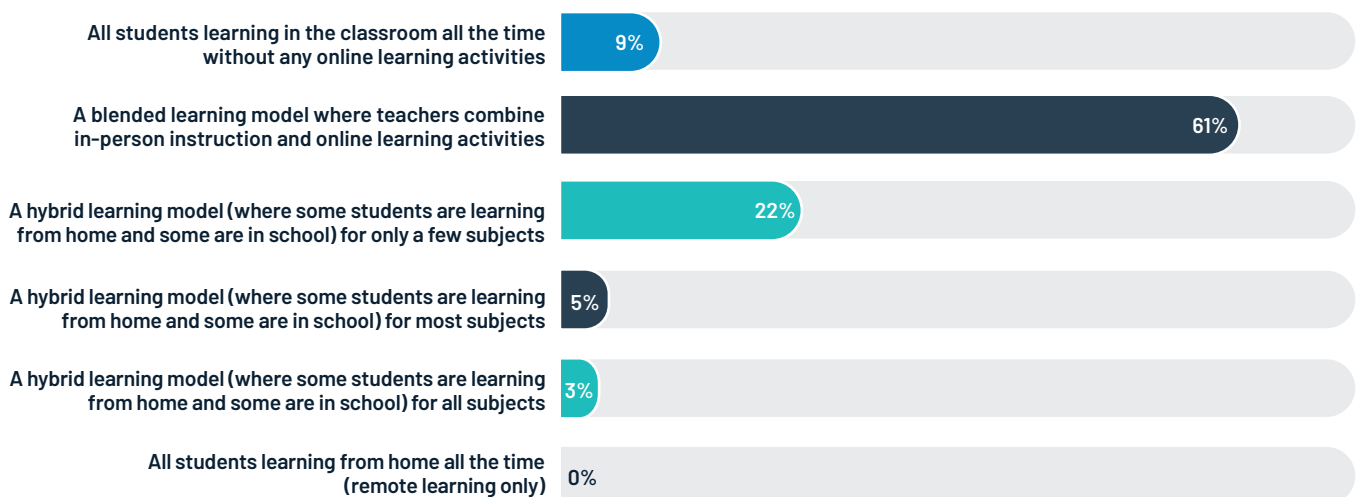 All students learning in the classroom all the time
without any online learning activities
9%
A blended learning model where teachers combine
in-person instruction and online learning activities
61%
A hybrid learning model (where some students are learning
from home and some are in school) for only a few subjects
22%
A hybrid learning model (where some students are learning
from home and some are in school) for most subjects
5%
A hybrid learning model (where some students are learning
from home and some are in school) for all subjects
3%
All students learning from home all the time
(remote learning only)
0%